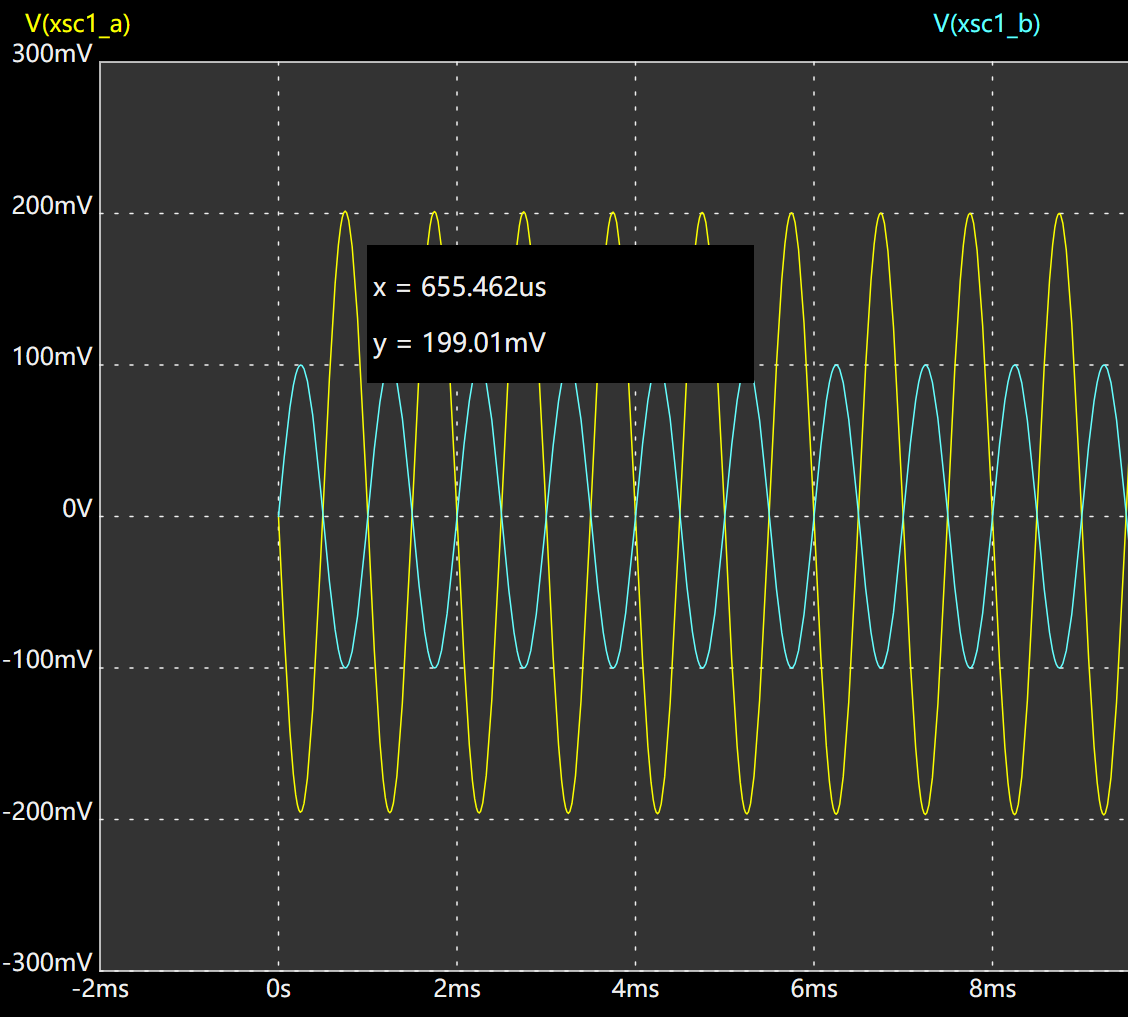 V(xsc1_a)
V(xsc1_b)
300mV
200mV
x = 655.462us
y = 199.01mV
100mV
0V
-100mV
-200mV
-300mV
-2ms 0s 2ms 4ms 6ms 8ms